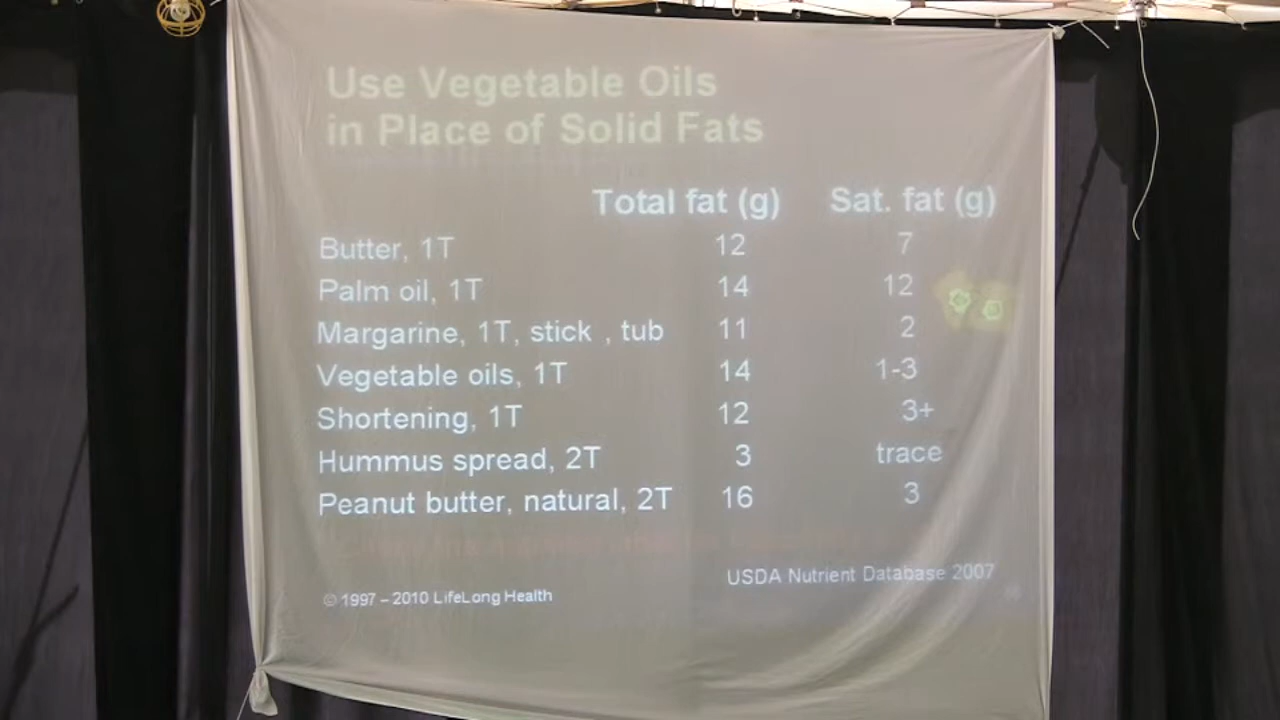 Use Vegetable Oils
in Place of Solid Fats
Total fat (g) Sat. fat (g)
Butter, 1T 12 7
Palm oil, 1T 14 12
Margarine, 1T, stick , tub 11 2
Vegetable oils, 1T 14 1-3
Shortening, 1T 12 3+
Hummus spread, 2T 3 trace
Peanut butter, natural, 2T 16 3
USDA Nutrient Database 2007
© 1997 – 2010 LifeLong Health